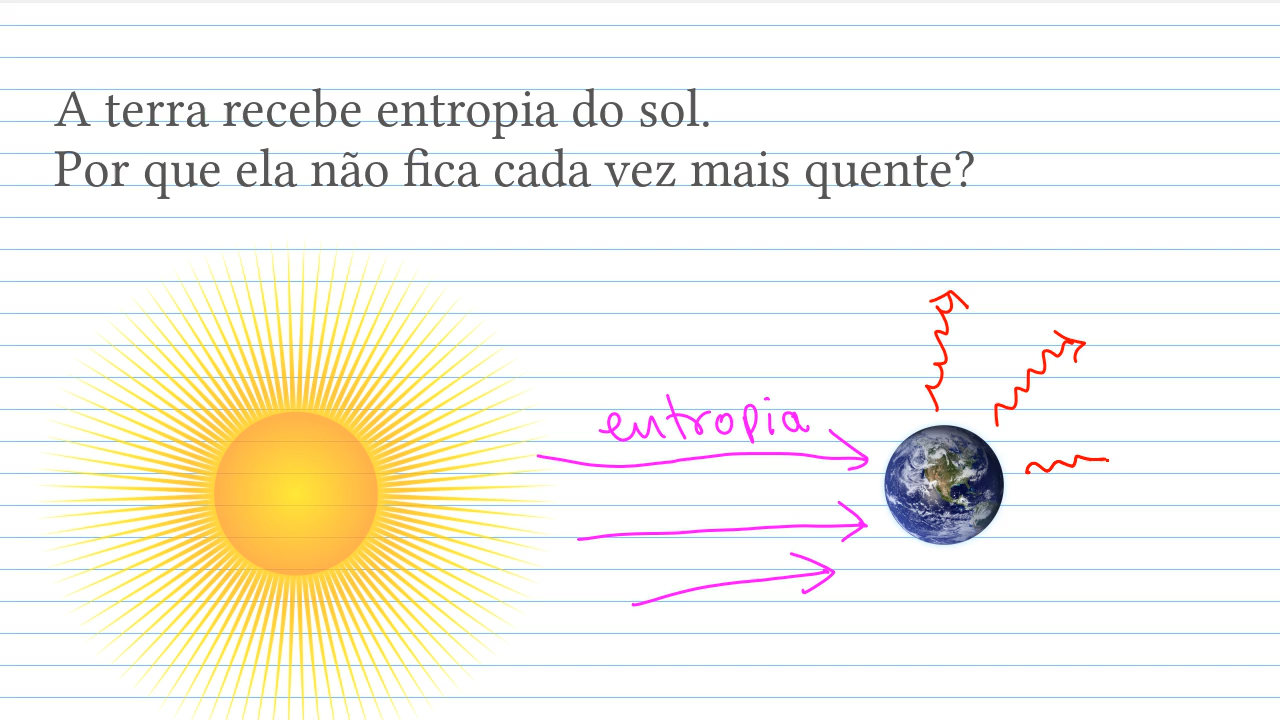 A terra recebe entropia do sol.
Por que ela não fica cada vez mais quente?
entropia